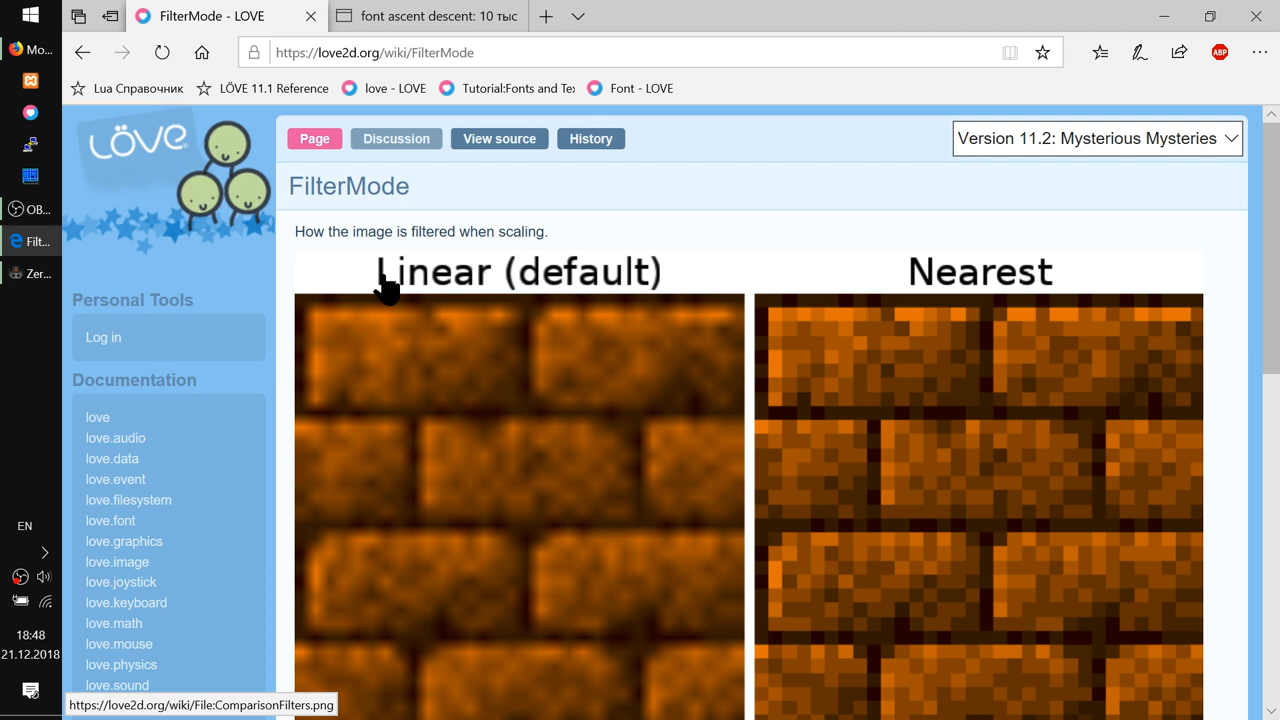 FilterMode - LOVE
font ascent descent: 10 тыс
Mo...
https://love2d.org/wiki/FilterMode
ABP
Lua Справочник
LÖVE 11.1 Reference
love - LOVE
Tutorial:Fonts and Te
Font - LOVE
LÖVE
Page
Discussion
View source
History
Version 11.2: Mysterious Mysteries
FilterMode
How the image is filtered when scaling.
Linear (default)
Nearest
OB...
Filt...
Zer...
Personal Tools
Log in
Documentation
love
love.audio
love.data
love.event
love.filesystem
love.font
love.graphics
love.image
love.joystick
love.keyboard
love.math
love.mouse
love.physics
love.sound
EN
18:48
21.12.2018
https://love2d.org/wiki/File:ComparisonFilters.png